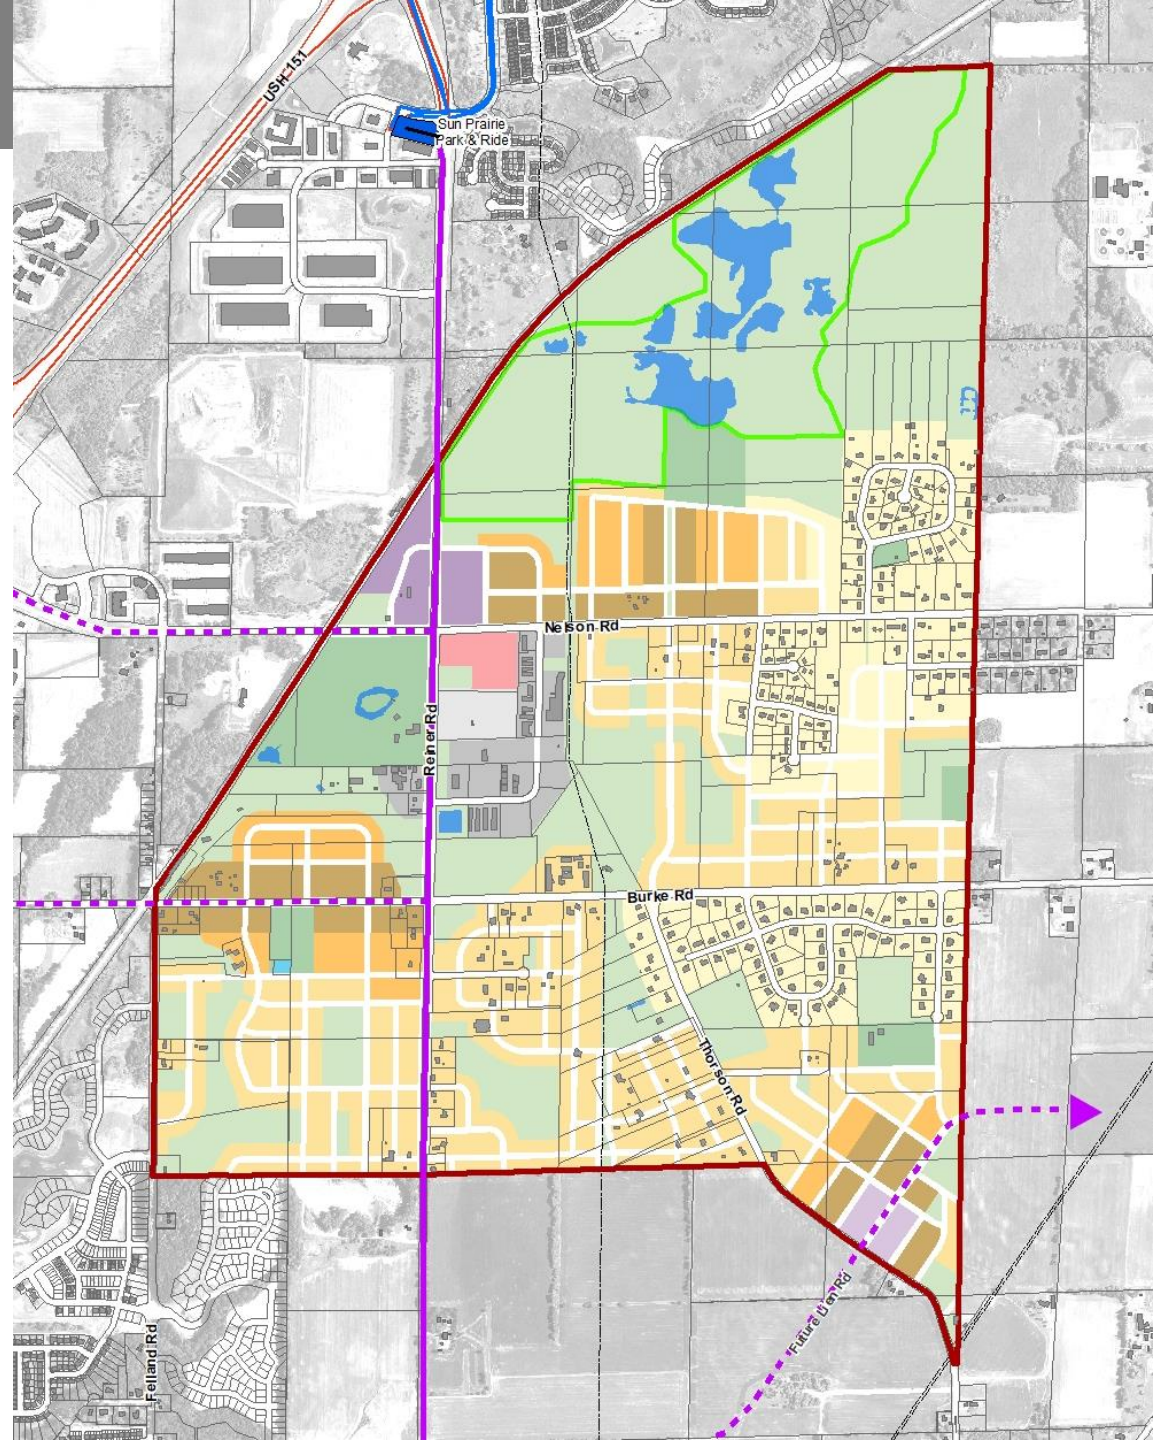 USH 151
Sun Prairie
Park & Ride
Nelson Rd
Reiner Rd
Burke Rd
Thorson Rd
Future Lien Rd
Felland Rd